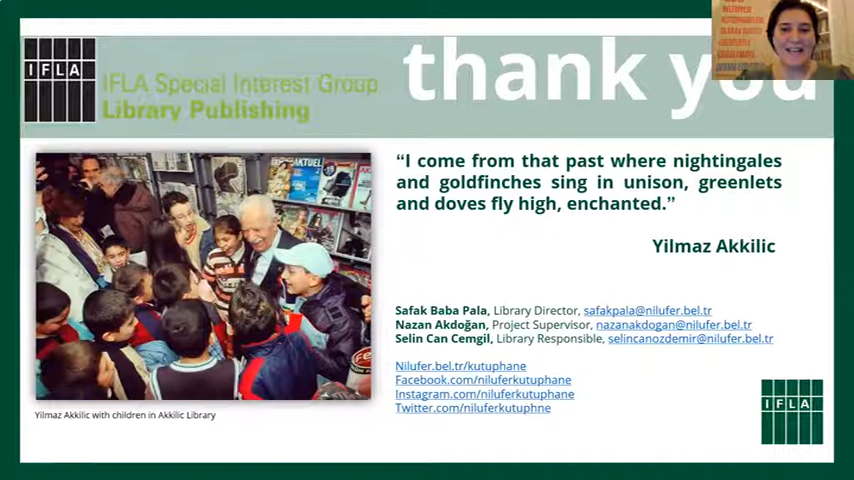 IFLA
IFLA Special Interest Group
Library Publishing
thank you
“I come from that past where nightingales
and goldfinches sing in unison, greenlets
and doves fly high, enchanted.”
Yilmaz Akkilic
AKTUEL
Safak Baba Pala, Library Director, safakpala@nilufer.bel.tr
Nazan Akdoğan, Project Supervisor, nazanakdogan@nilufer.bel.tr
Selin Can Cemgil, Library Responsible, selincanozdemir@nilufer.bel.tr
Nilufer.bel.tr/kutuphane
Facebook.com/niluferkutuphane
Instagram.com/niluferkutuphane
Twitter.com/niluferkutuphne
Yilmaz Akkilic with children in Akkilic Library
IFLA